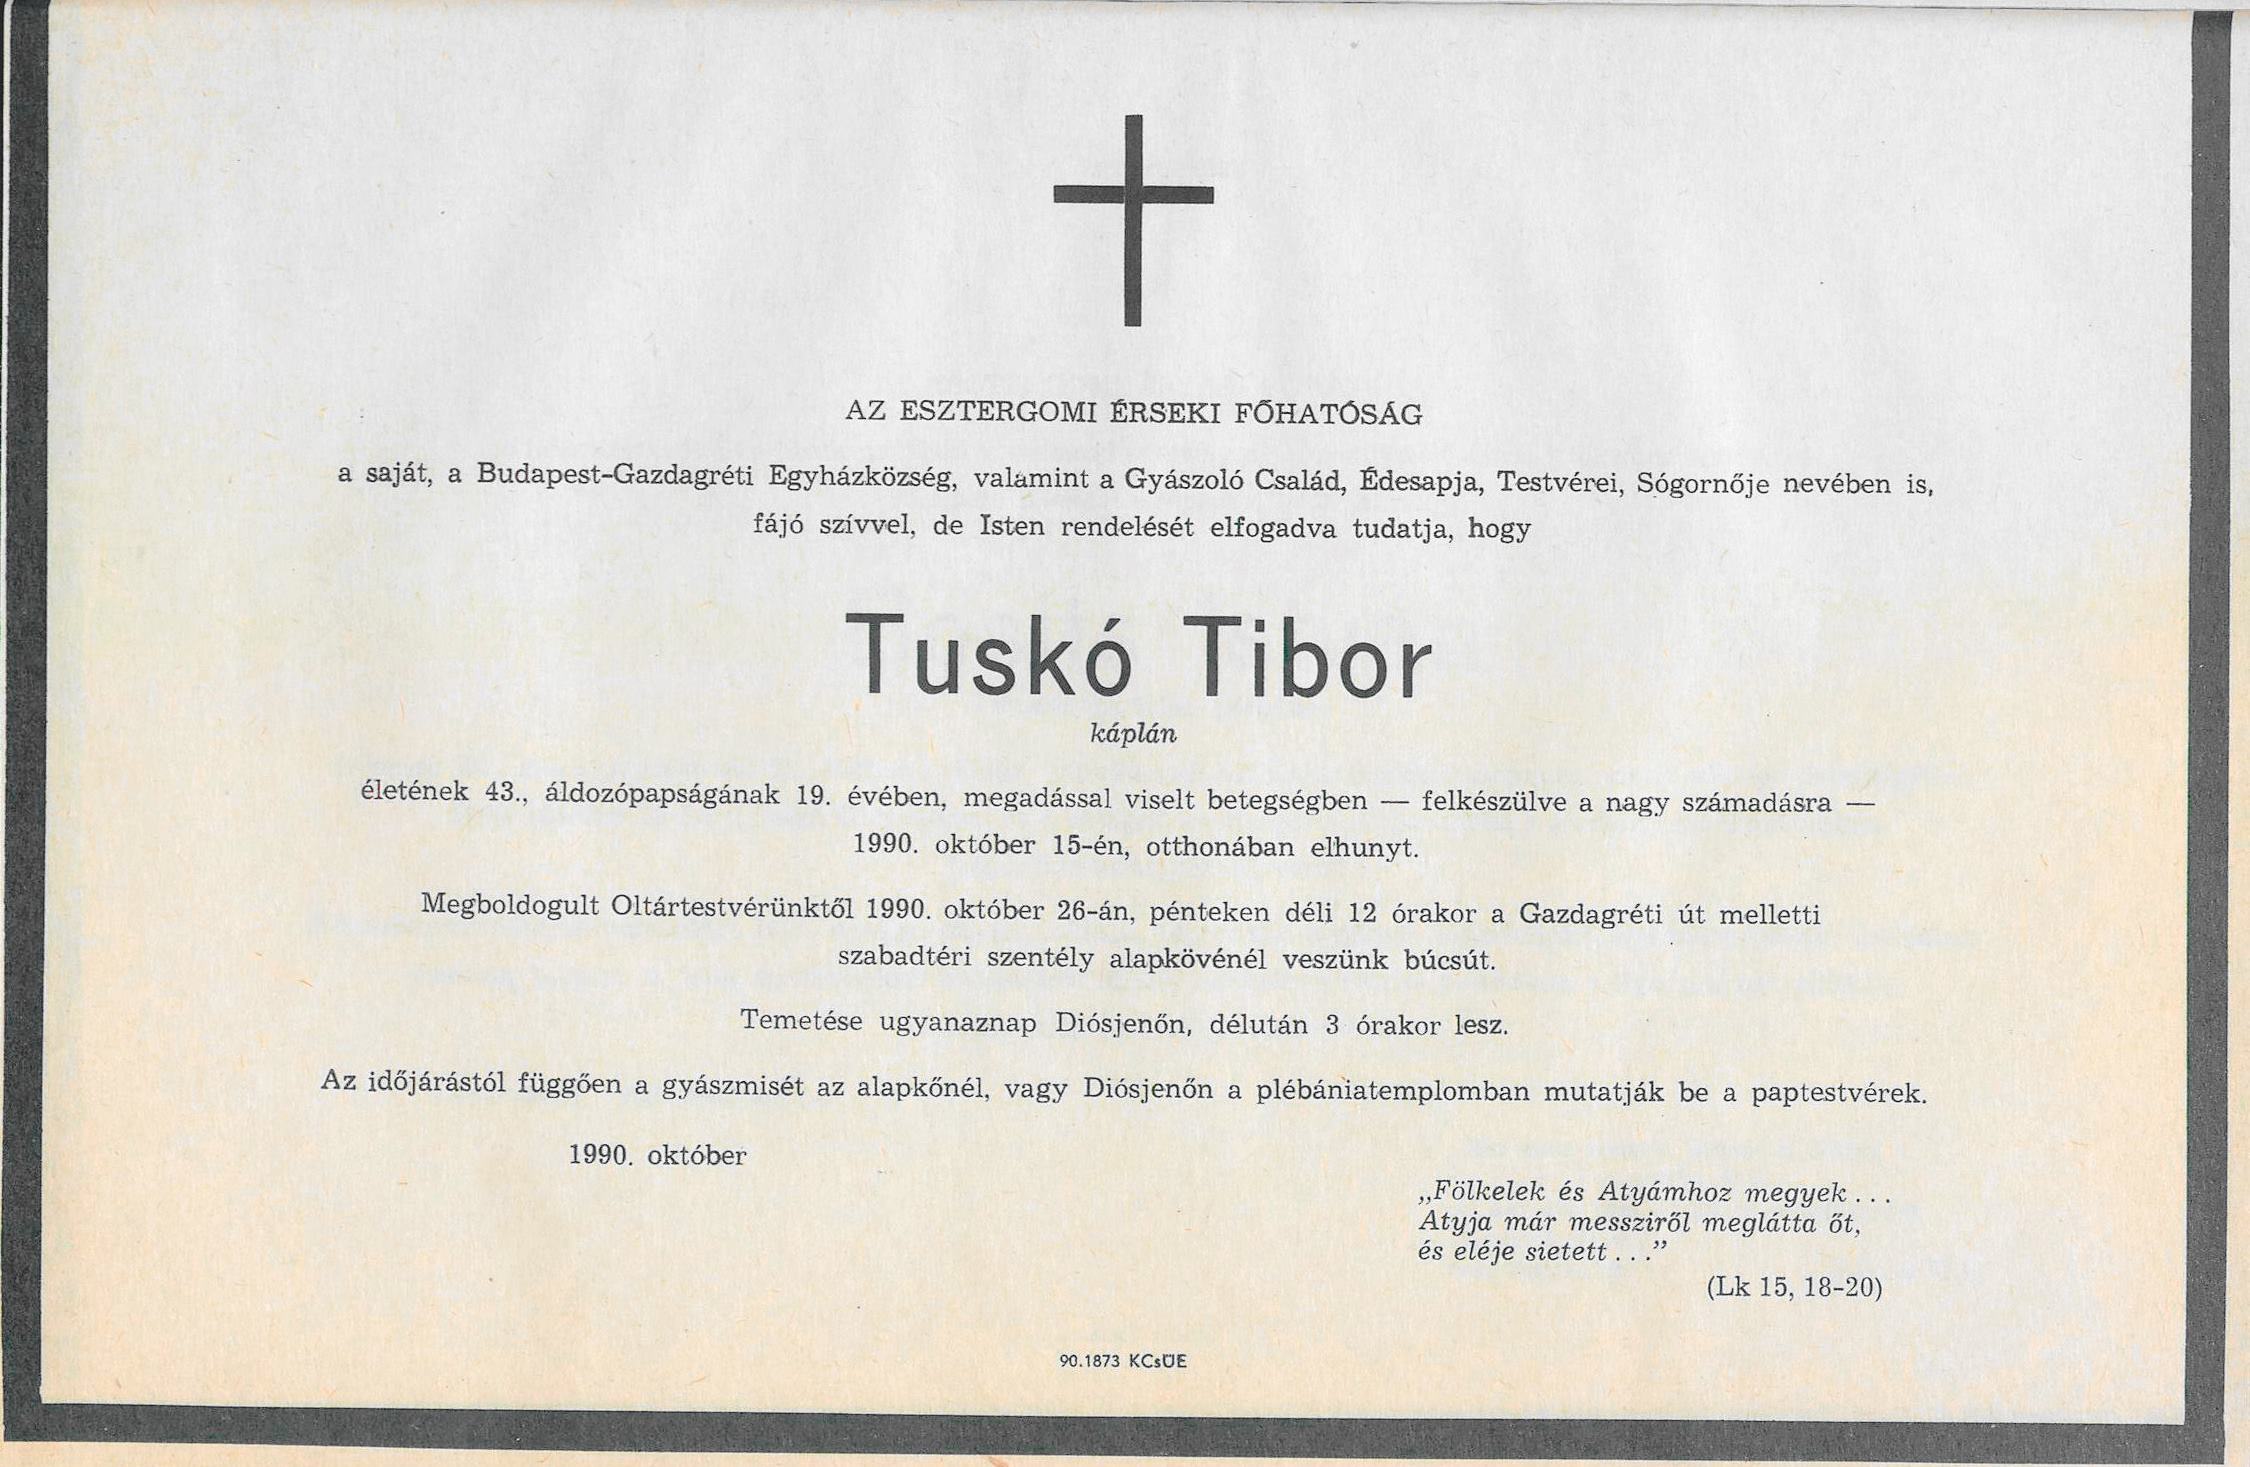 AZ ESZTERGOMI ÉRSEKI FŐHATÓSÁG
a saját, a Budapest-Gazdagréti Egyházközség, valamint a Gyászoló Család, Édesapja, Testvérei, Sógornője nevében is,
fájó szívvel, de Isten rendelését elfogadva tudatja, hogy
Tuskó Tibor
káplán
életének 43., áldozópapságának 19. évében, megadással viselt betegségben — felkészülve a nagy számadásra —
1990. október 15-én, otthonában elhunyt.
Megboldogult Oltártestvérünktől 1990. október 26-án, pénteken déli 12 órakor a Gazdagréti út melletti
szabadtéri szentély alapkövénél veszünk búcsút.
Temetése ugyanaznap Diósjenőn, délután 3 órakor lesz.
Az időjárástól függően a gyászmisét az alapkőnél, vagy Diósjenőn a plébániatemplomban mutatják be a paptestvérek.
1990. október
„Fölkelek és Atyámhoz megyek . . .
Atyja már messziről meglátta őt,
és eléje sietett . . .”
(Lk 15, 18-20)
90.1873 KCsÜE